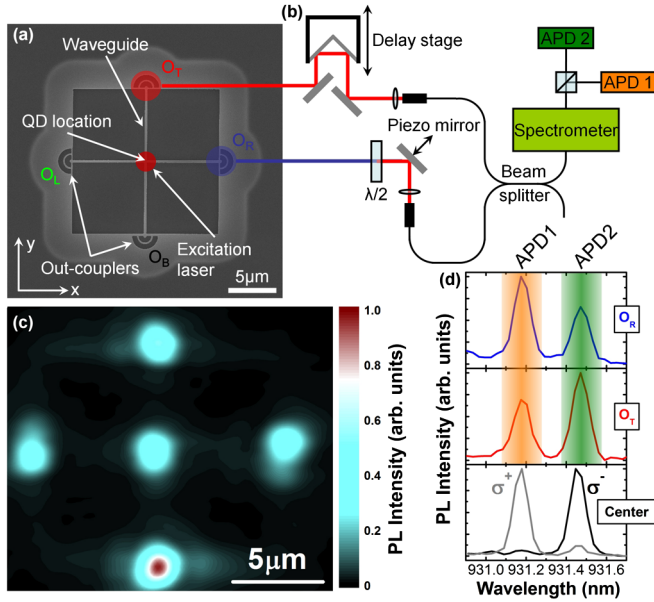 (a)
Waveguide
O_T
QD location
O_R
O_L
Out-couplers
O_B
Excitation
laser
y
x
5μm
(b)
Delay stage
Piezo mirror
λ/2
Beam
splitter
APD 2
APD 1
Spectrometer
(c)
5μm
1.0
0.8
0.6
0.4
0.2
0
PL Intensity (arb. units)
(d)
APD1
APD2
O_R
O_T
σ⁺
σ⁻
Center
PL Intensity (arb. units)
931.0 931.2 931.4 931.6
Wavelength (nm)